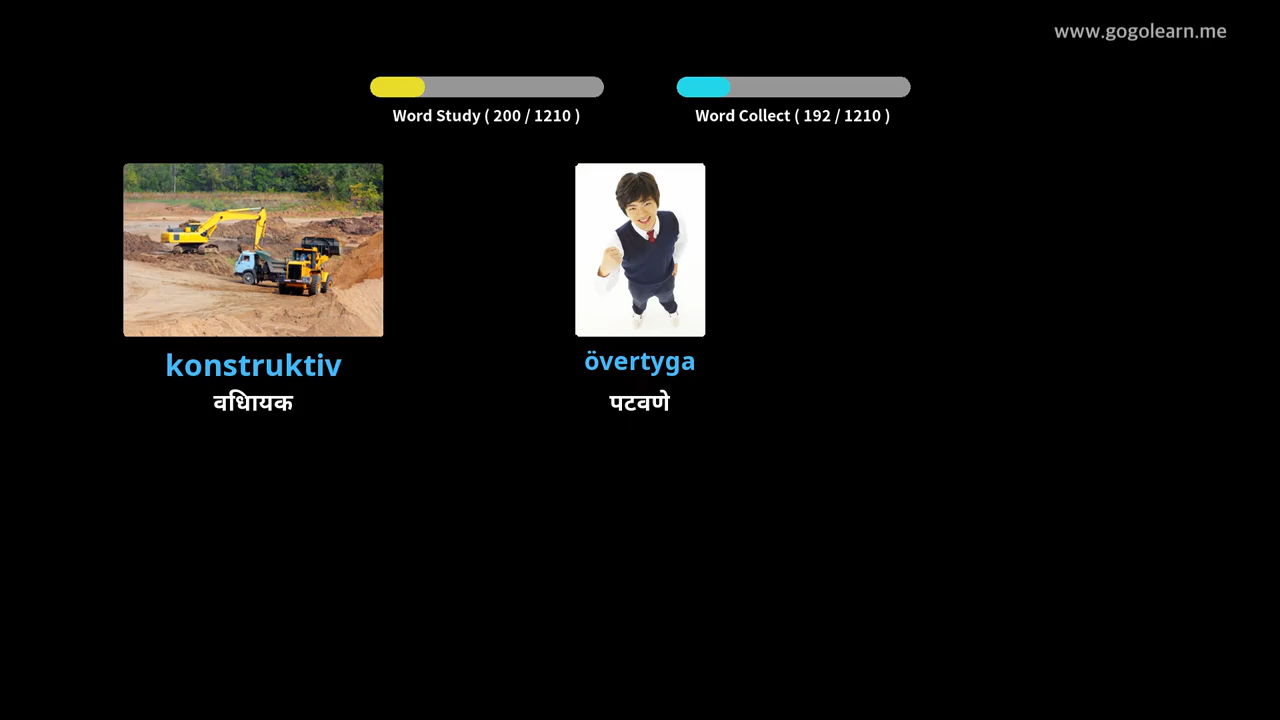 www.gogolearn.me
Word Study ( 200 / 1210 )
Word Collect ( 192 / 1210 )
konstruktiv
övertyga
वधिायक
पटवणे